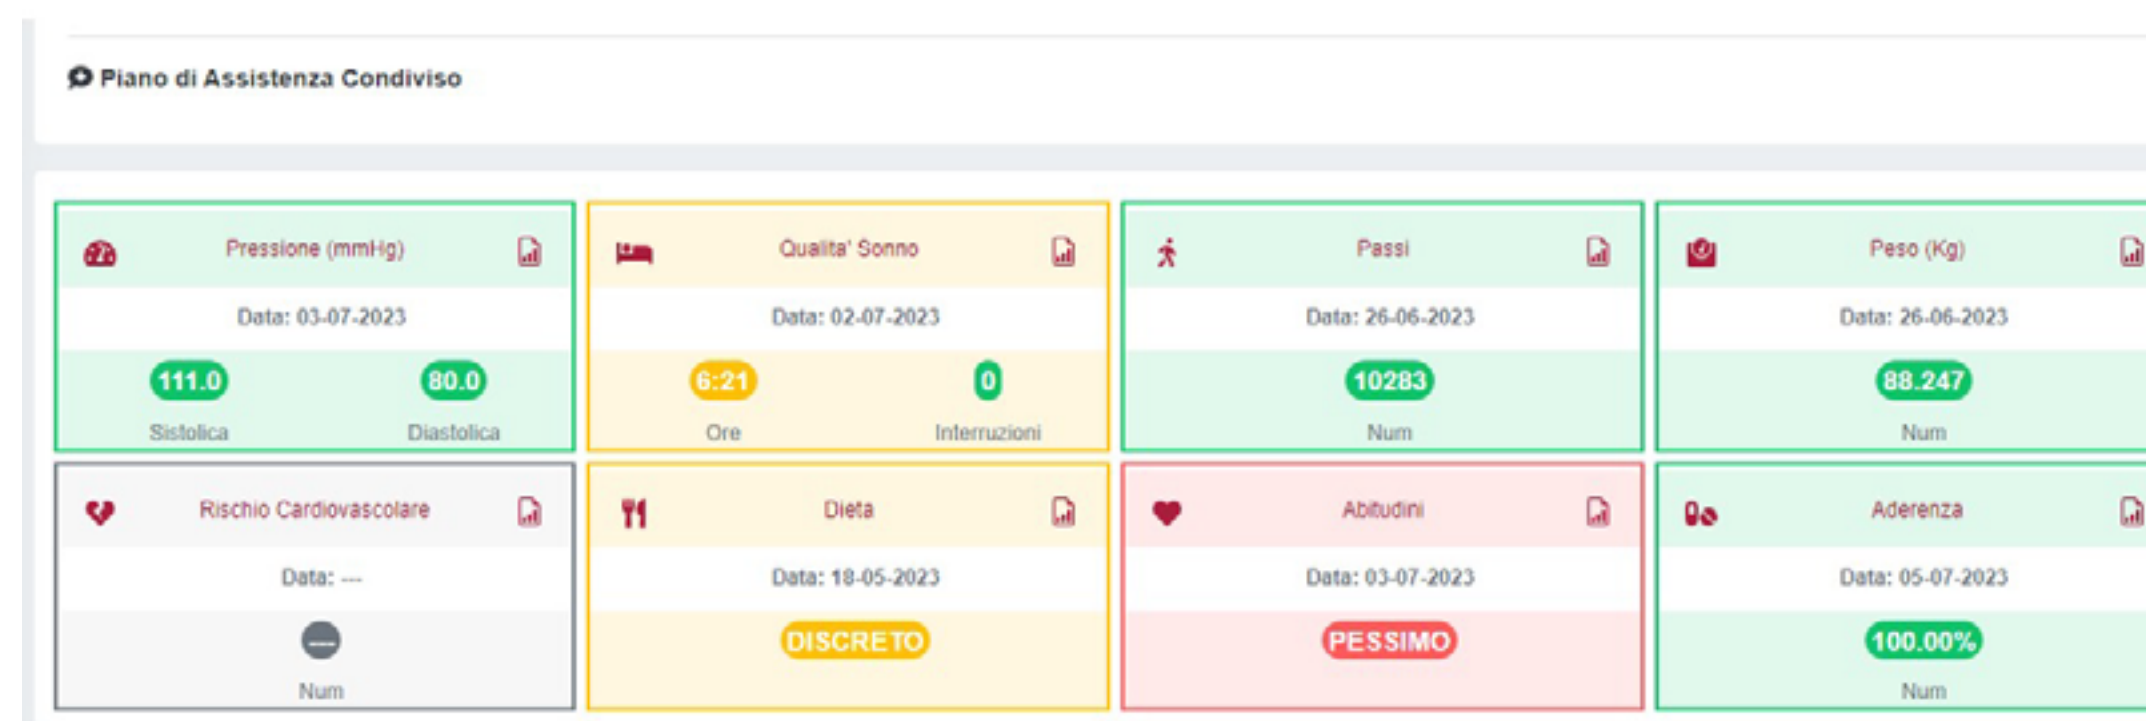 Piano di Assistenza Condiviso
Pressione (mmHg)
Data: 03-07-2023
111.0 80.0
Sistolica Diastolica
Qualita' Sonno
Data: 02-07-2023
6:21 0
Ore Interruzioni
Passi
Data: 26-06-2023
10283
Num
Peso (Kg)
Data: 26-06-2023
88.247
Num
Rischio Cardiovascolare
Data: ---
---
Num
Dieta
Data: 18-05-2023
DISCRETO
Abitudini
Data: 03-07-2023
PESSIMO
Aderenza
Data: 05-07-2023
100.00%
Num